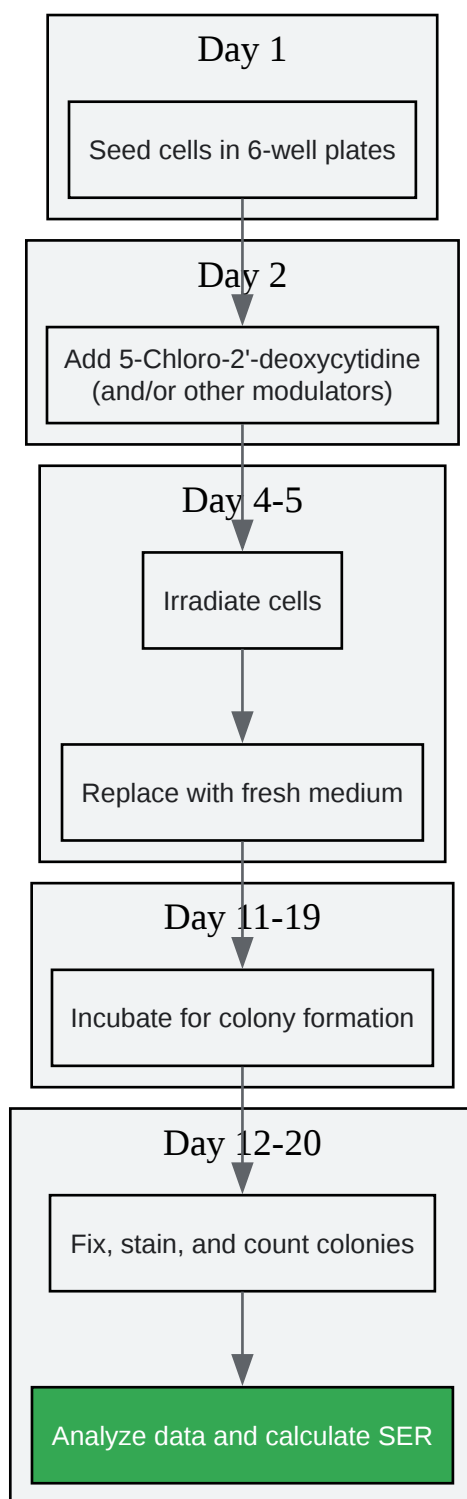 Day 1
Seed cells in 6-well plates
Day 2
Add 5-Chloro-2'-deoxycytidine
(and/or other modulators)
Day 4-5
Irradiate cells
Replace with fresh medium
Day 11-19
Incubate for colony formation
Day 12-20
Fix, stain, and count colonies
Analyze data and calculate SER